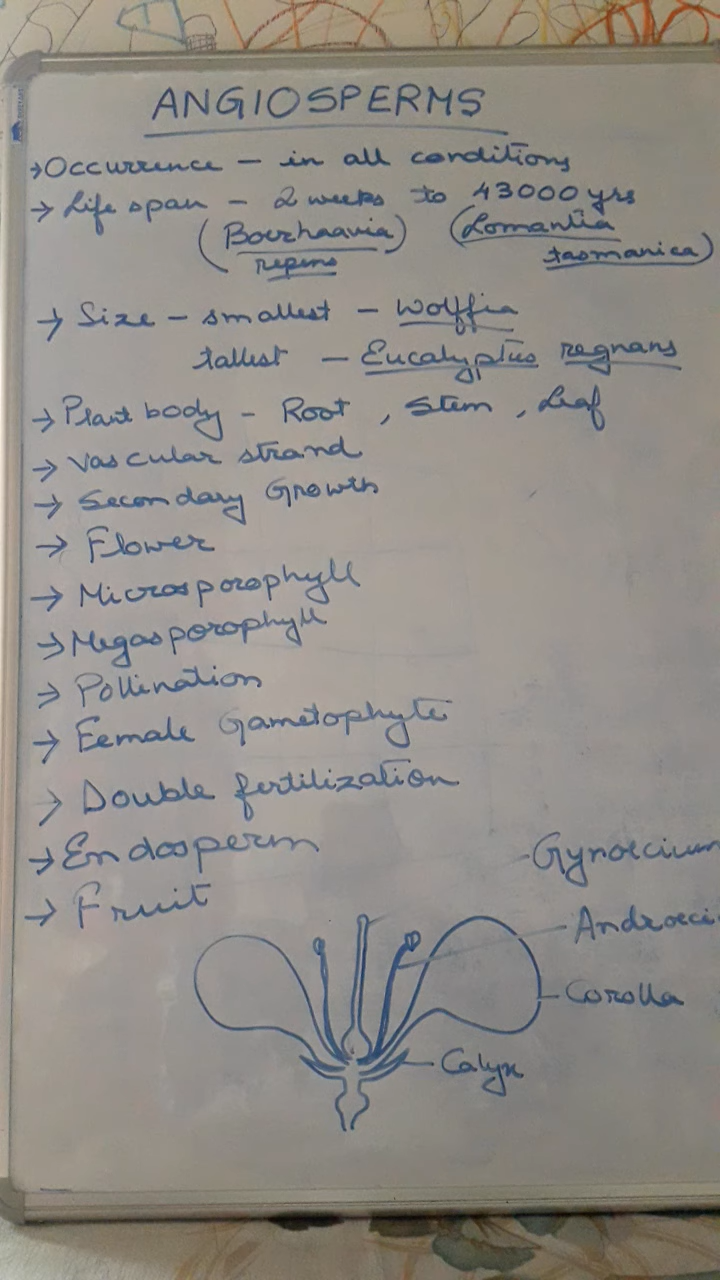 ANGIOSPERMS
→ Occurrence – in all conditions
→ Life span – 2 weeks to 43000 yrs
(Boerhaavia repens) (Lomantia tasmanica)
→ Size – smallest – Wolffia
tallest – Eucalyptus regnans
→ Plant body – Root, Stem, Leaf
→ Vascular strand
→ Secondary Growth
→ Flower
→ Microsporophyll
→ Megasporophyll
→ Pollination
→ Female Gametophyte
→ Double fertilization
→ Endosperm
→ Fruit
Gynoecium
Androeci
Corolla
Calyx